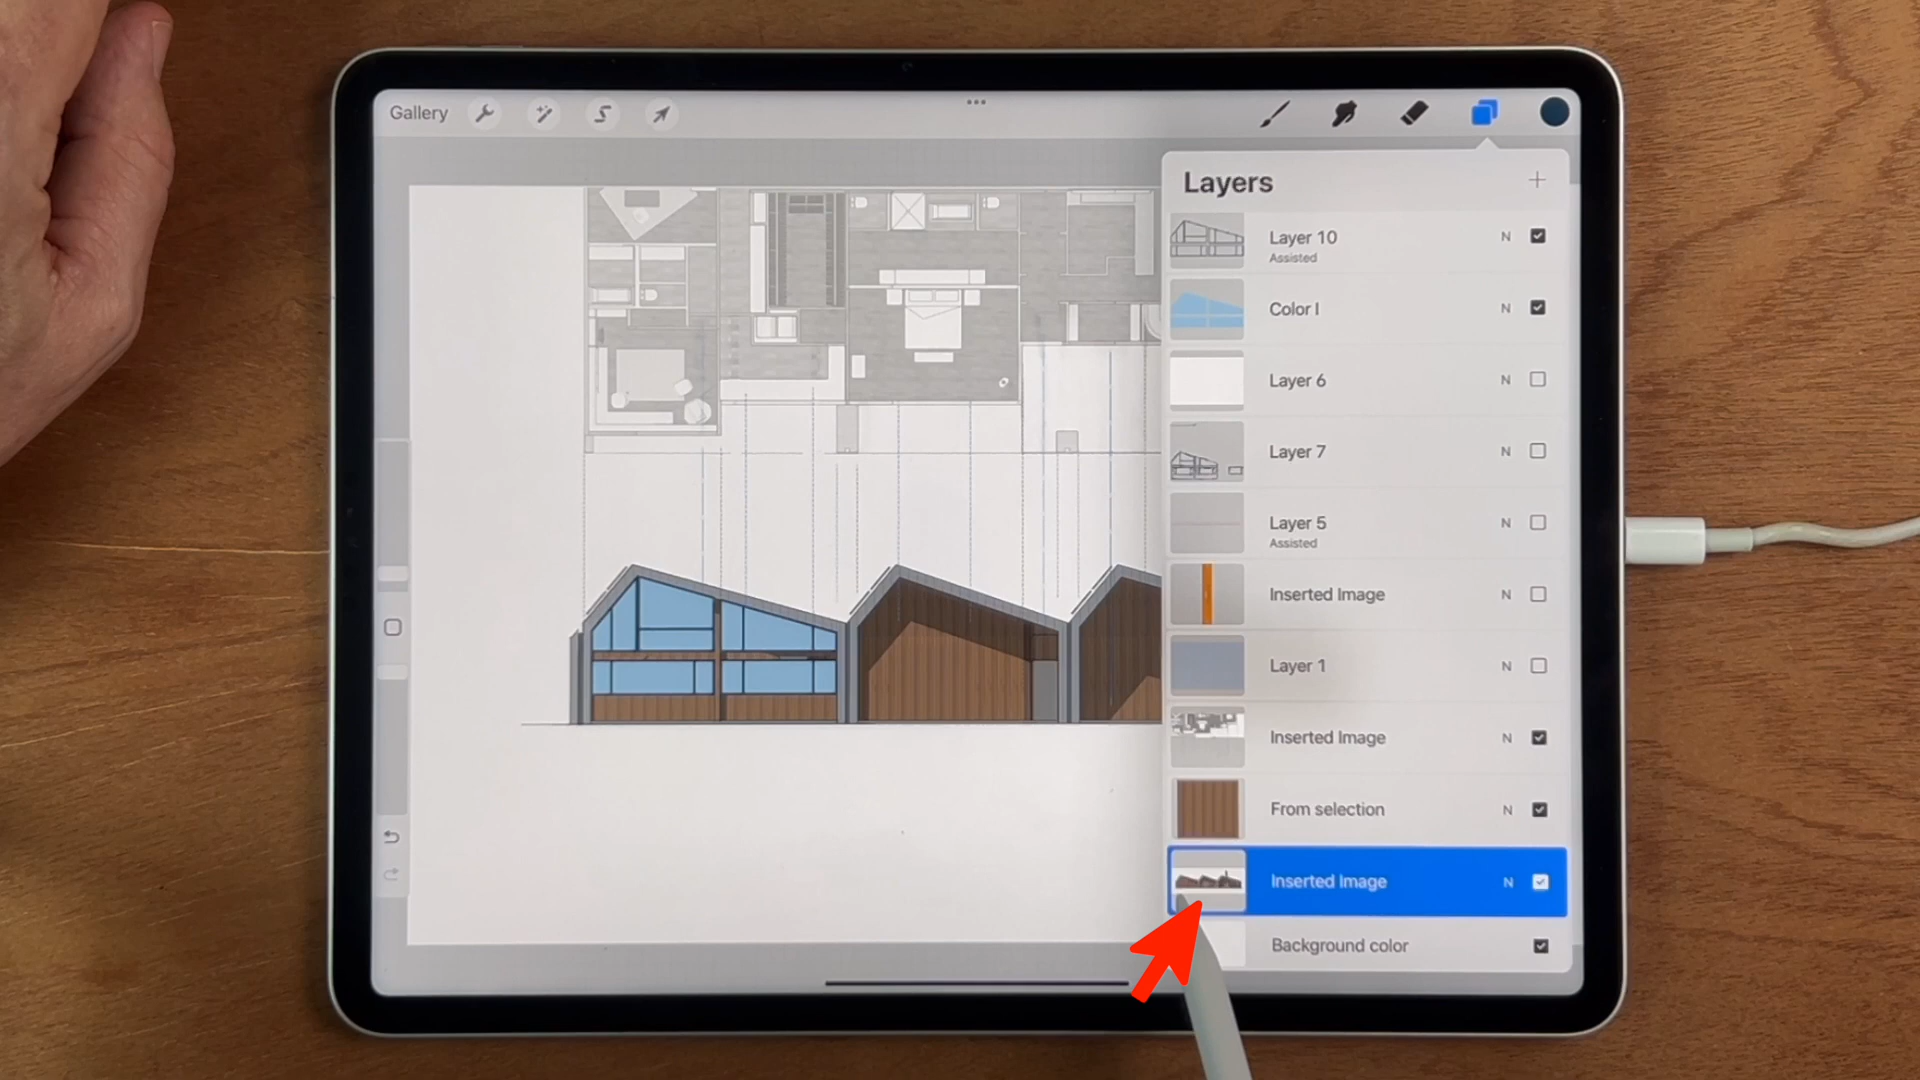 Gallery
Layers
Layer 10
N
Assisted
Color l
N
Layer 6
N
Layer 7
N
Layer 5
N
Assisted
Inserted Image
N
Layer 1
N
Inserted Image
N
From selection
N
Inserted Image
N
Background color